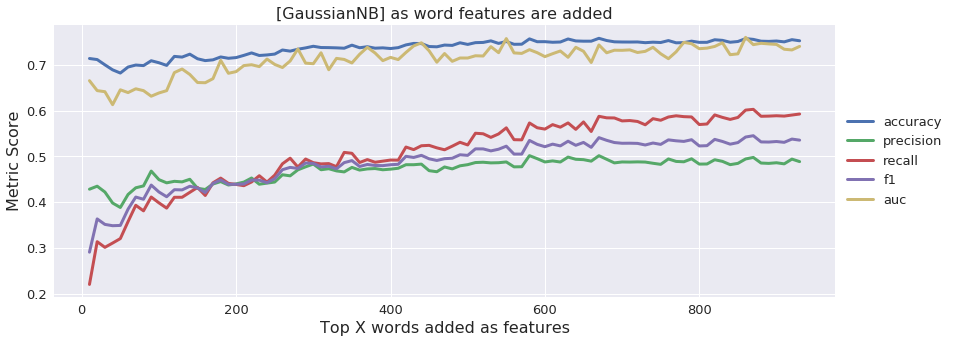 [GaussianNB] as word features are added
Metric Score
0.7
0.6
0.5
0.4
0.3
0.2
0
200
400
600
800
Top X words added as features
accuracy
precision
recall
f1
auc